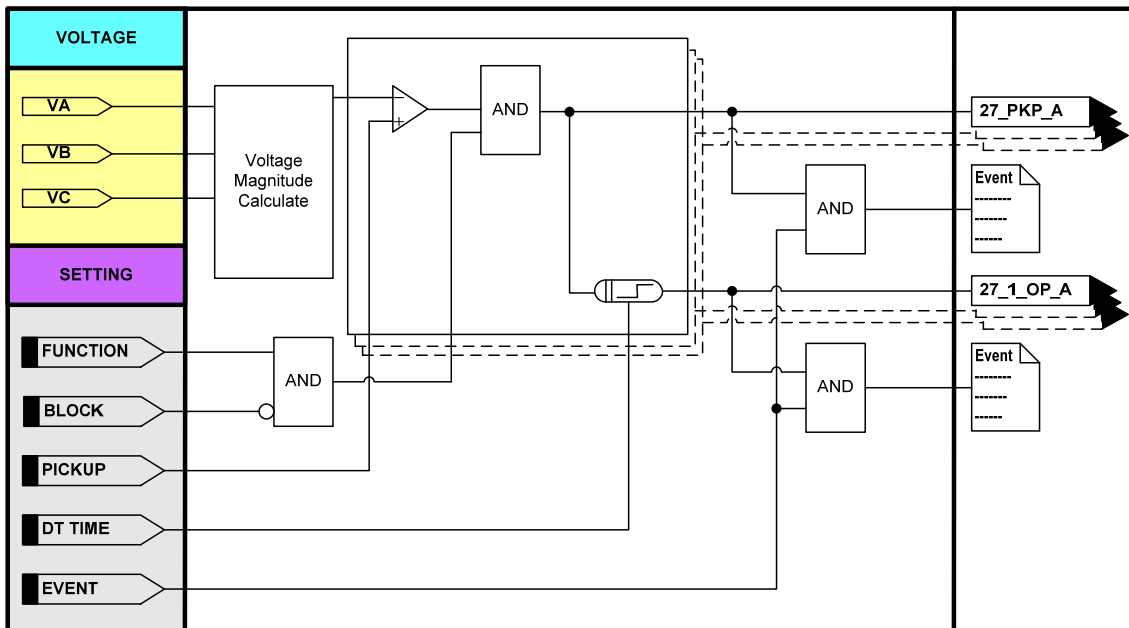 VOLTAGE
VA
VB
VC
SETTING
FUNCTION
BLOCK
PICKUP
DT TIME
EVENT
Voltage
Magnitude
Calculate
AND
AND
AND
AND
27_PKP_A
Event
27_1_OP_A
Event